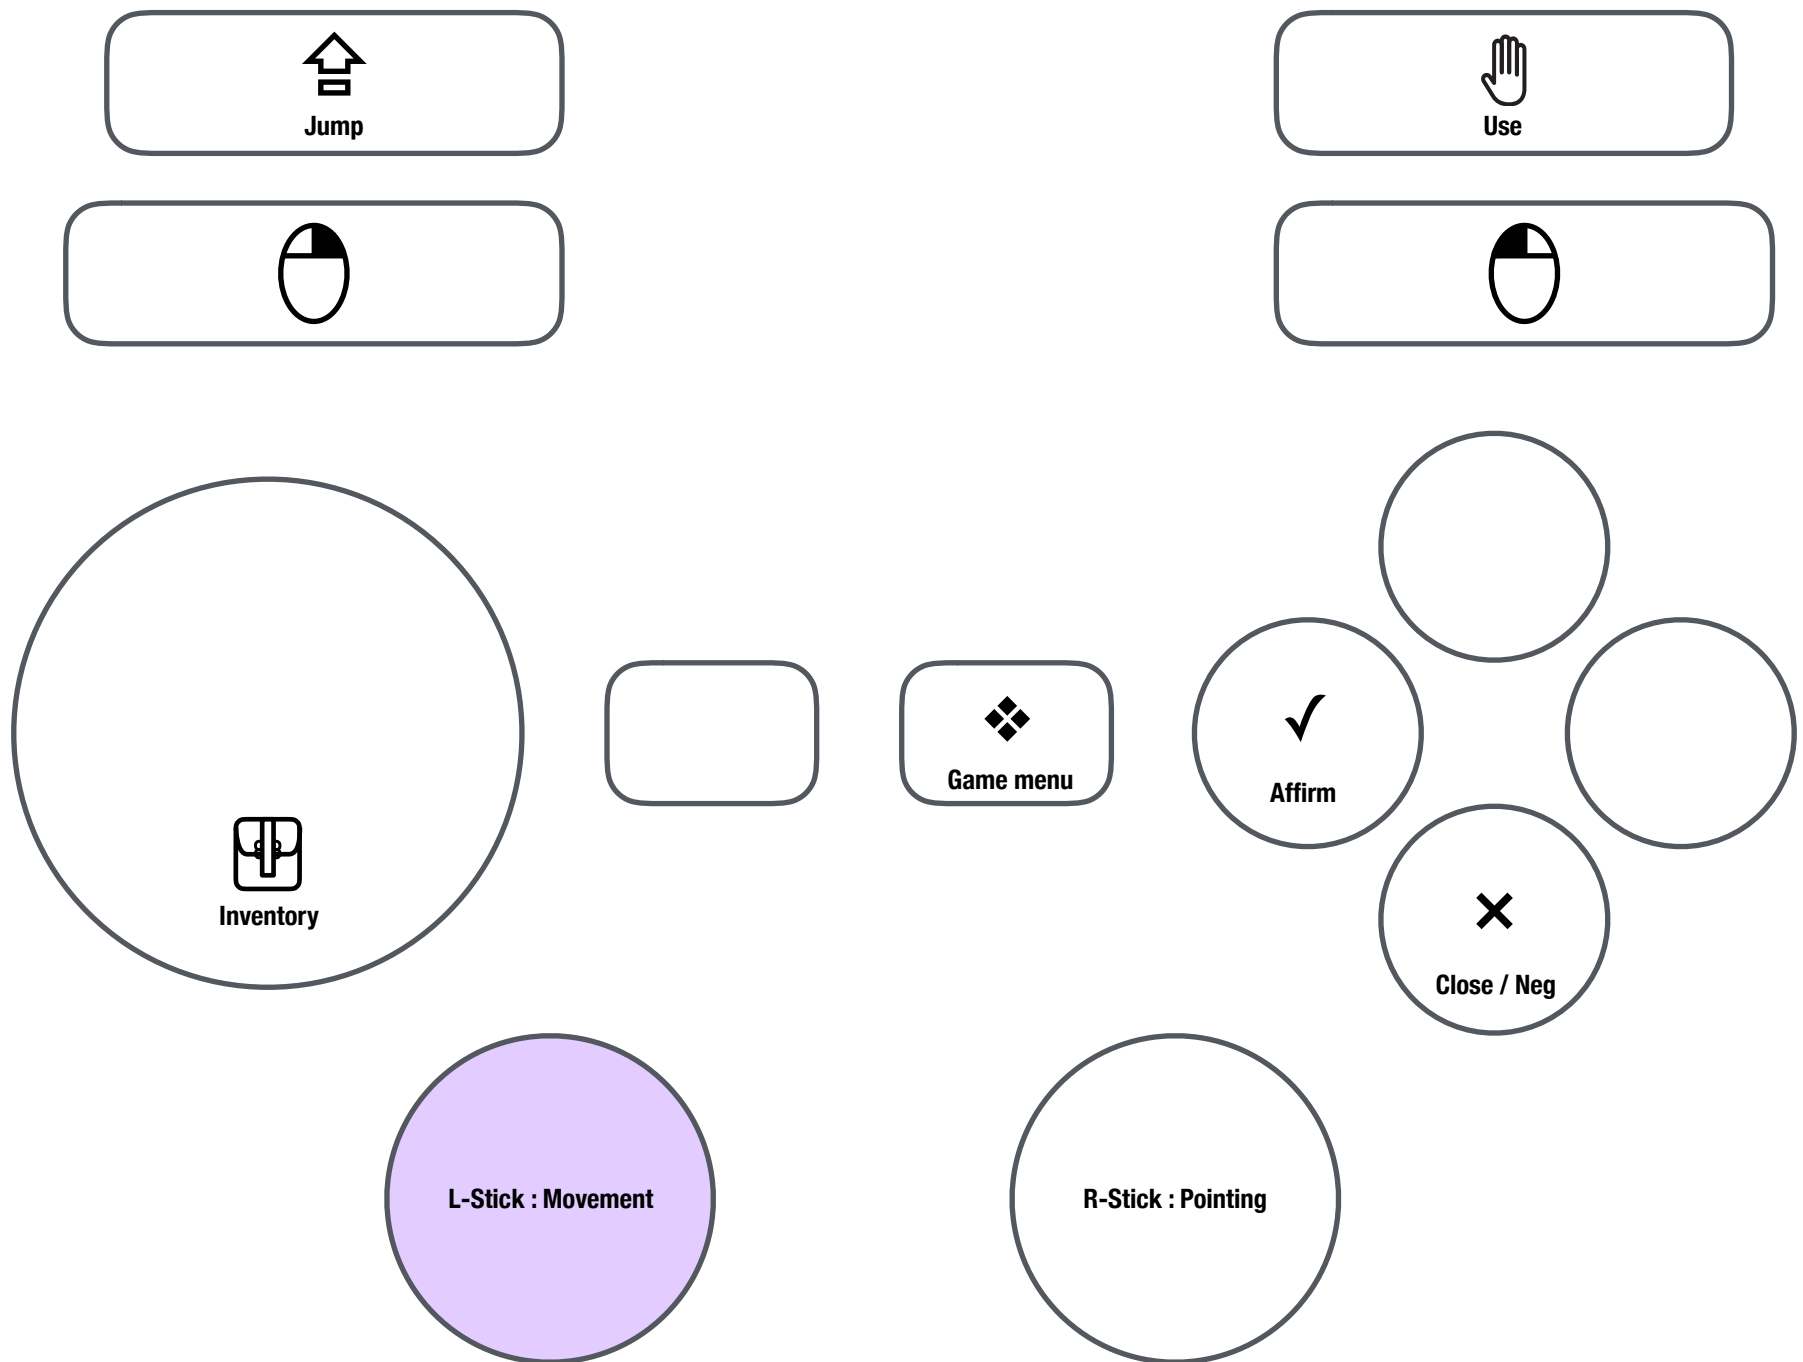 Jump
Use
Game menu
Affirm
Inventory
Close / Neg
L-Stick : Movement
R-Stick : Pointing